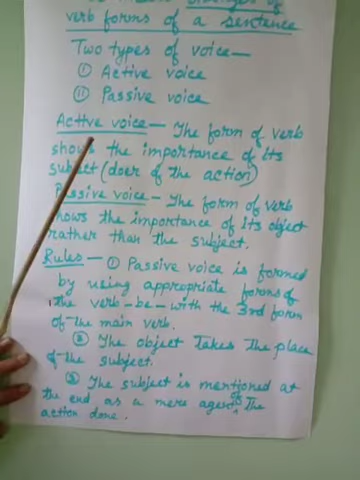 verb forms of a sentence
Two types of voice—
(i) Active voice
(ii) Passive voice
Active voice — The form of verb
shows the importance of its
subject (doer of the action)
Passive voice — The form of verb
shows the importance of its object
rather than the subject.
Rules — ① Passive voice is formed
by using appropriate forms of
the verb-be-with the 3rd form
of the main verb.
② The object takes the place
of the subject.
③ The subject is mentioned at
the end as a mere agent of the
action done.